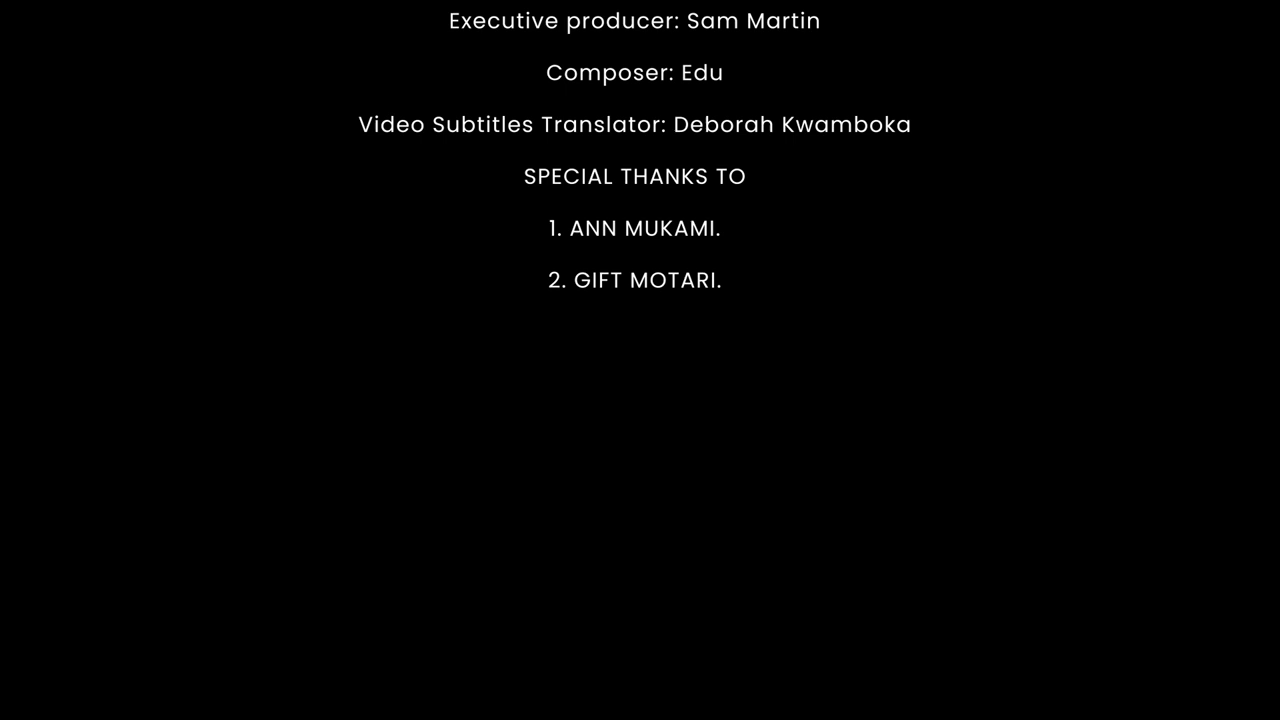 Executive producer: Sam Martin
Composer: Edu
Video Subtitles Translator: Deborah Kwamboka
SPECIAL THANKS TO
1. ANN MUKAMI.
2. GIFT MOTARI.